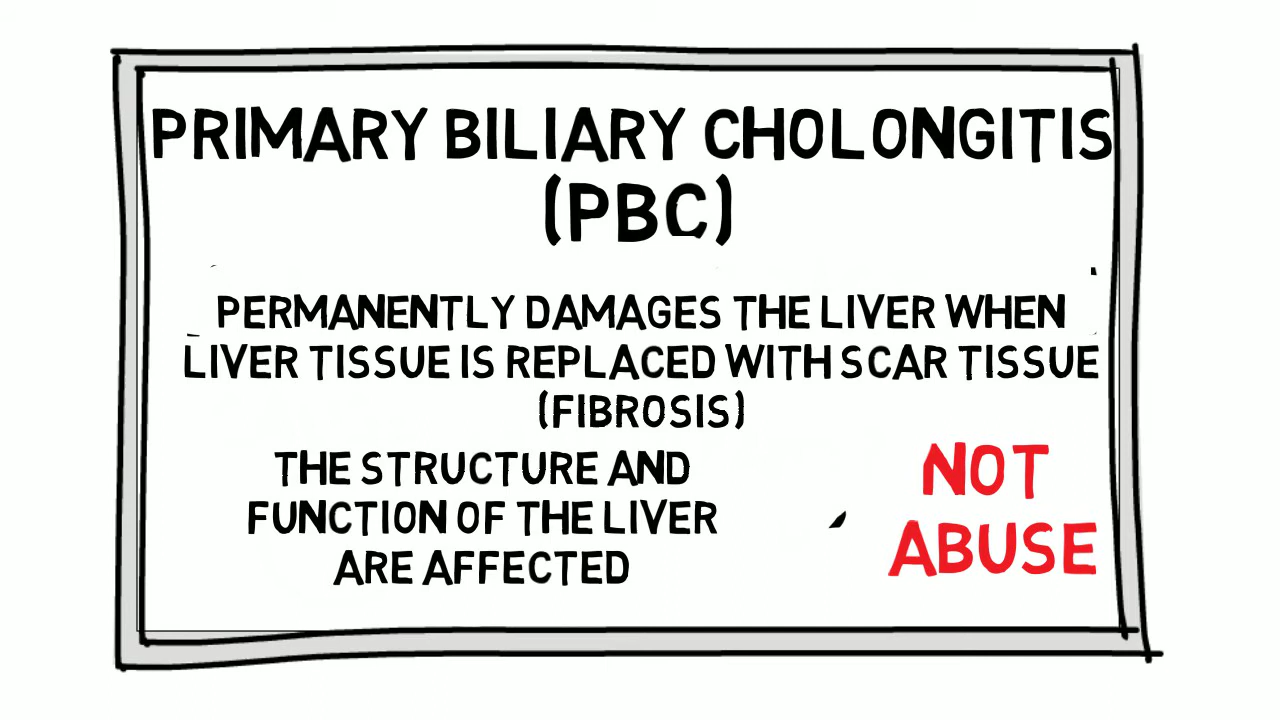 PRIMARY BILIARY CHOLONGITIS
(PBC)
PERMANENTLY DAMAGES THE LIVER WHEN
LIVER TISSUE IS REPLACED WITH SCAR TISSUE
(FIBROSIS)
THE STRUCTURE AND
FUNCTION OF THE LIVER
ARE AFFECTED
NOT
ABUSE